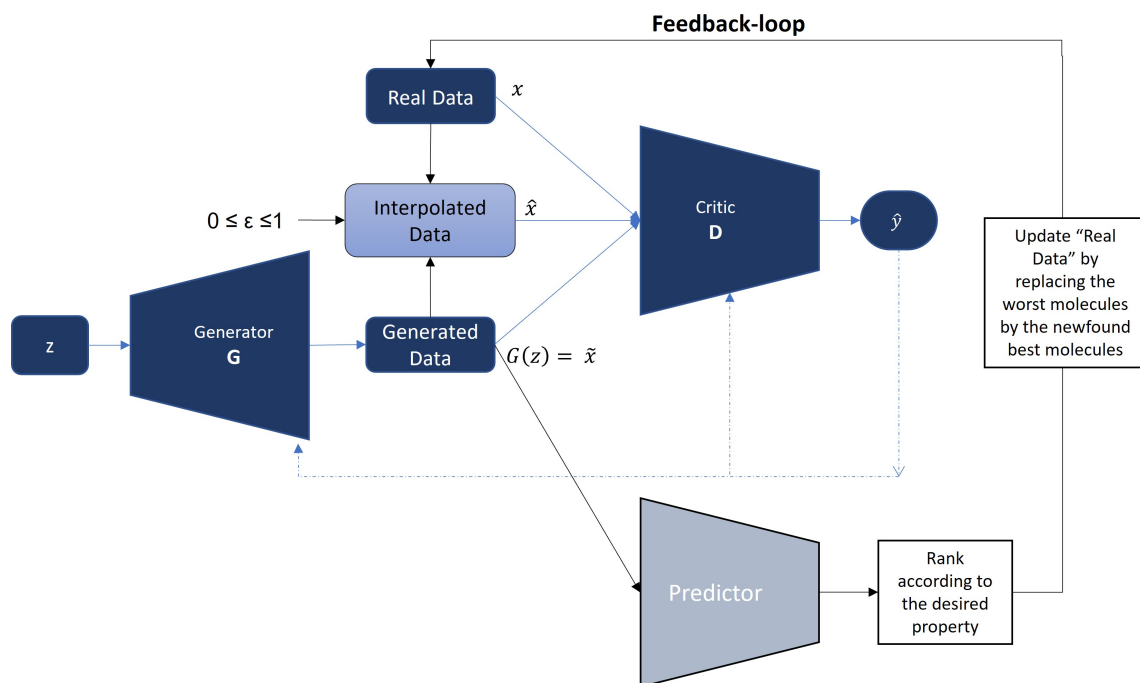 Feedback-loop
Real Data
x
0 ≤ ε ≤1
Interpolated
Data
x̂
Critic
D
ŷ
Update “Real
Data” by
replacing the
worst molecules
by the newfound
best molecules
z
Generator
G
Generated
Data
G(z) = x̃
Predictor
Rank
according to
the desired
property